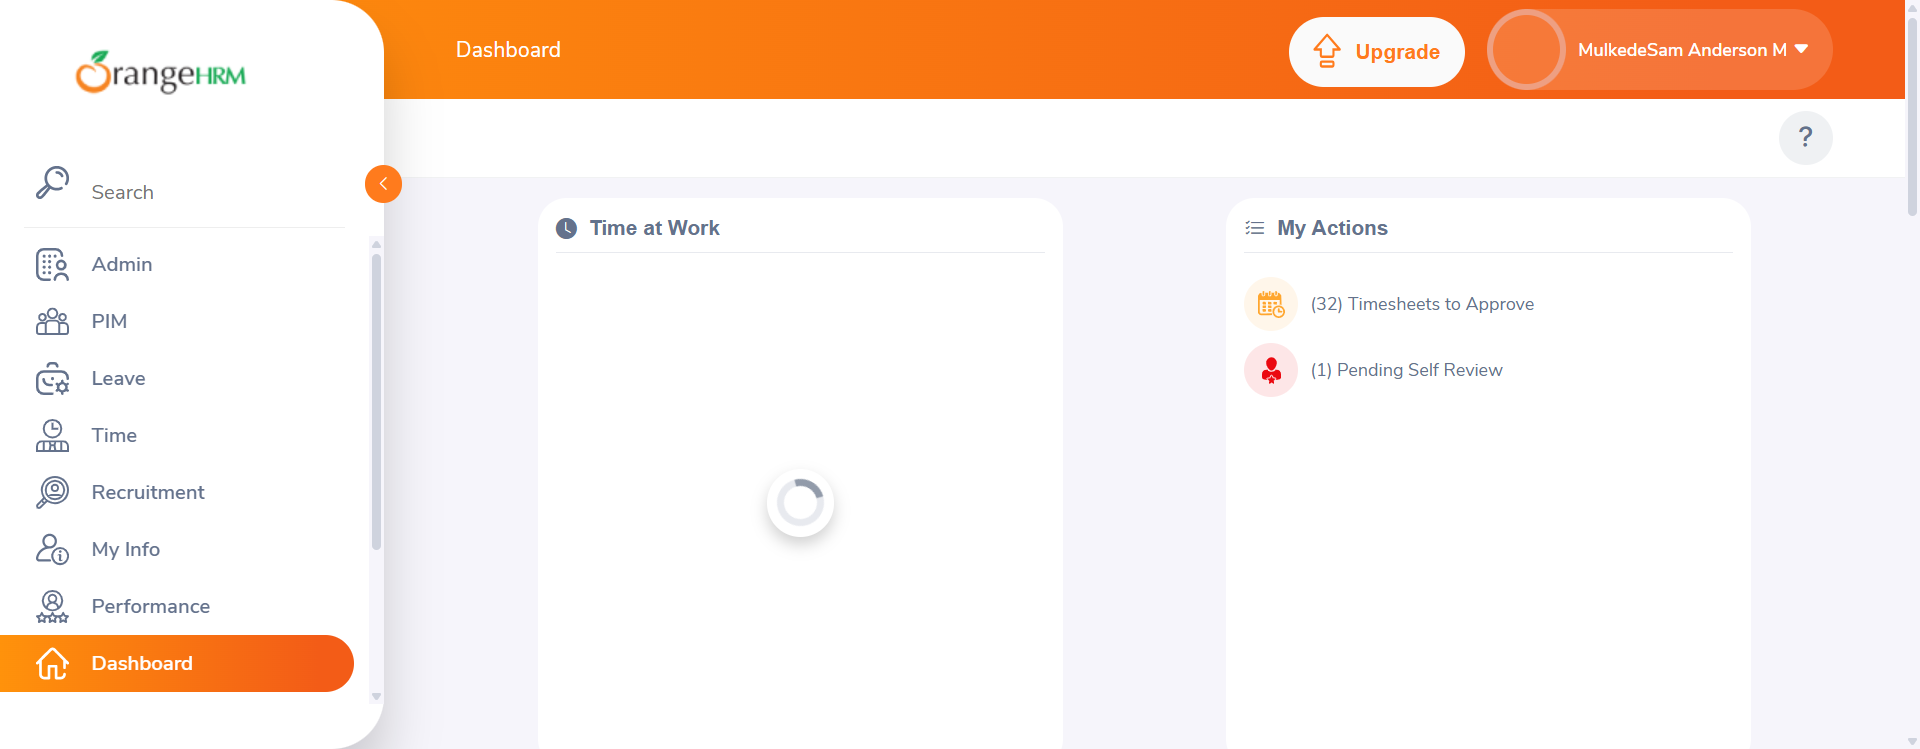 OrangeHRM
Dashboard
Upgrade
MulkedeSam Anderson M
?
Search
Admin
PIM
Leave
Time
Recruitment
My Info
Performance
Dashboard
Time at Work
My Actions
(32) Timesheets to Approve
(1) Pending Self Review